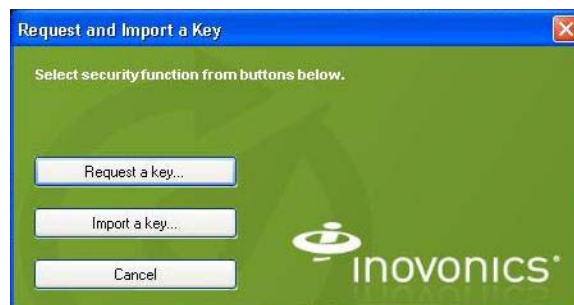 Request and Import a Key
Select security function from buttons below.
Request a key...
Import a key...
Cancel
INOVONICS